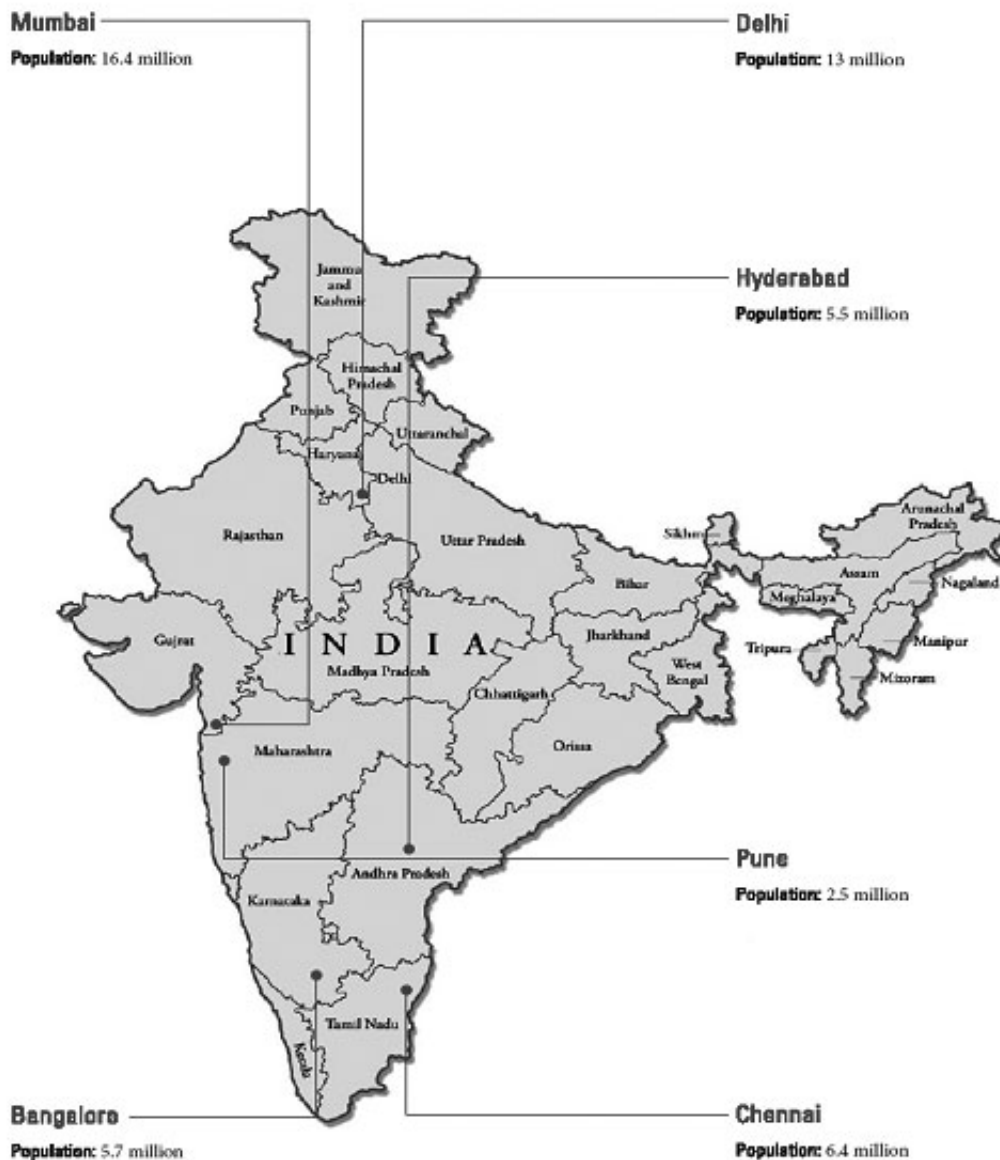 Mumbai
Population: 16.4 million
Delhi
Population: 13 million
Hyderabad
Population: 5.5 million
Jammu
and
Kashmir
Himachal
Pradesh
Punjab
Uttaranchal
Haryana
Delhi
Rajasthan
Uttar Pradesh
Sikkim
Arunachal
Pradesh
Bihar
Assam
Nagaland
Meghalaya
Gujrat
INDIA
Jharkhand
Tripura
Manipur
Madhya Pradesh
West
Bengal
Mizoram
Chhattigarh
Maharashtra
Orissa
Pune
Population: 2.5 million
Andhra Pradesh
Karnataka
Tamil Nadu
Kerala
Bangalore
Population: 5.7 million
Chennai
Population: 6.4 million